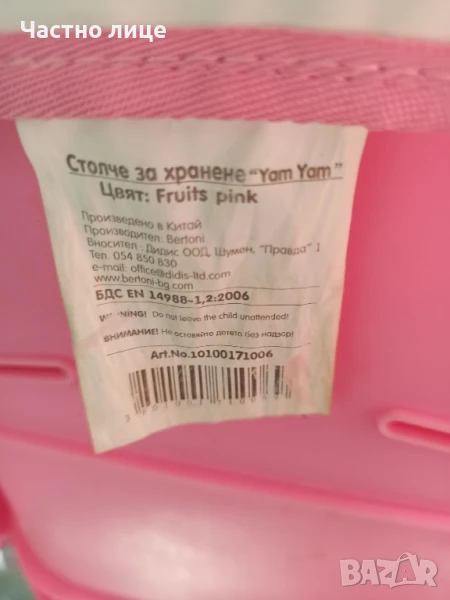 Частно лице
Столче за хранене "Yam Yam"
Цвят: Fruits pink
Произведено в Китай
Производител: Bertoni
Вносител : Дидис ООД, Шумен, "Правда" 1
Тел. 054 850 830
e-mail: office@didis-ltd.com
www.bertoni-bg.com
БДС EN 14988-1,2:2006
WARNING! Do not leave the child unattended!
ВНИМАНИЕ! Не оставяйте детето без надзор!
Art.No.10100171006
BAZAR